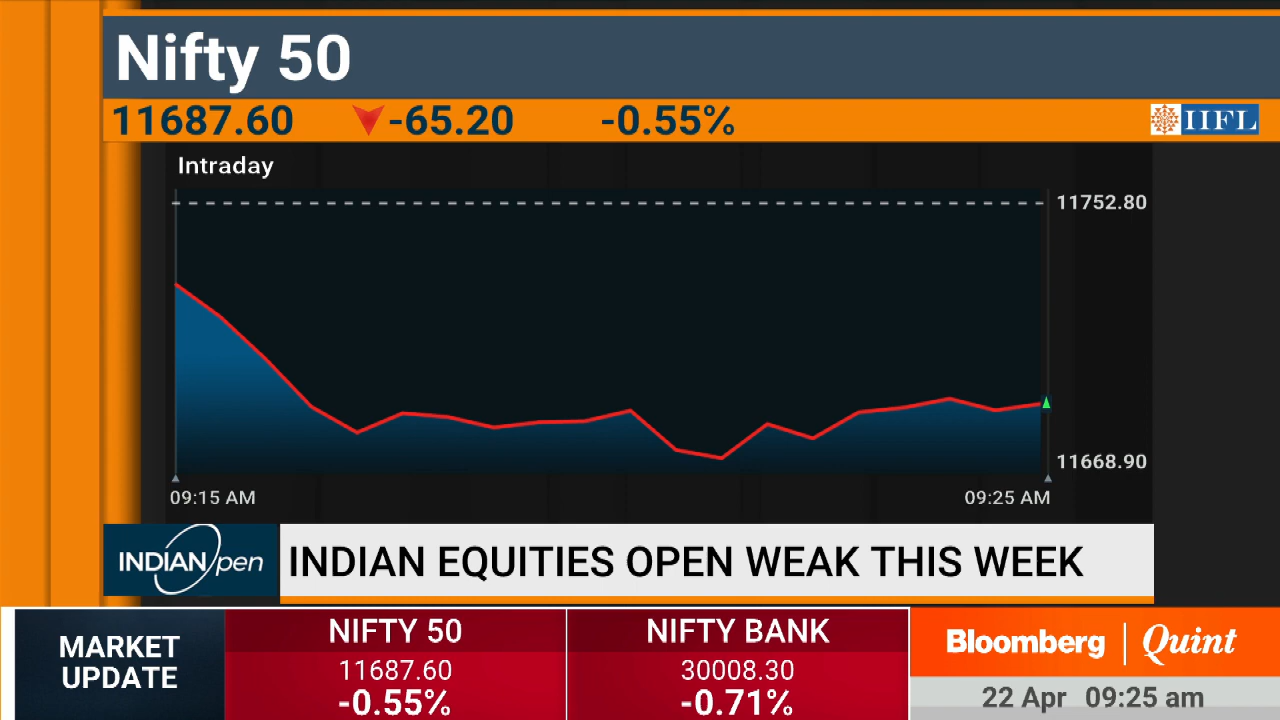 Nifty 50
11687.60 -65.20 -0.55%
IIFL
Intraday
11752.80
11668.90
09:15 AM 09:25 AM
INDIAN Open
INDIAN EQUITIES OPEN WEAK THIS WEEK
MARKET UPDATE
NIFTY 50
11687.60
-0.55%
NIFTY BANK
30008.30
-0.71%
Bloomberg | Quint
22 Apr 09:25 am